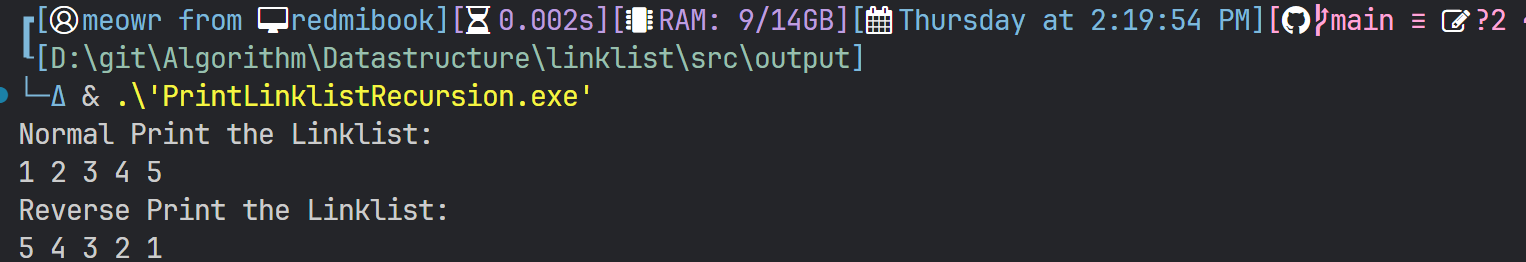 [meowr from redmibook][0.002s][RAM: 9/14GB][Thursday at 2:19:54 PM][main ≡ ?2
[D:\git\Algorithm\Datastructure\linklist\src\output]
└─Δ & .\'PrintLinklistRecursion.exe'
Normal Print the Linklist:
1 2 3 4 5
Reverse Print the Linklist:
5 4 3 2 1